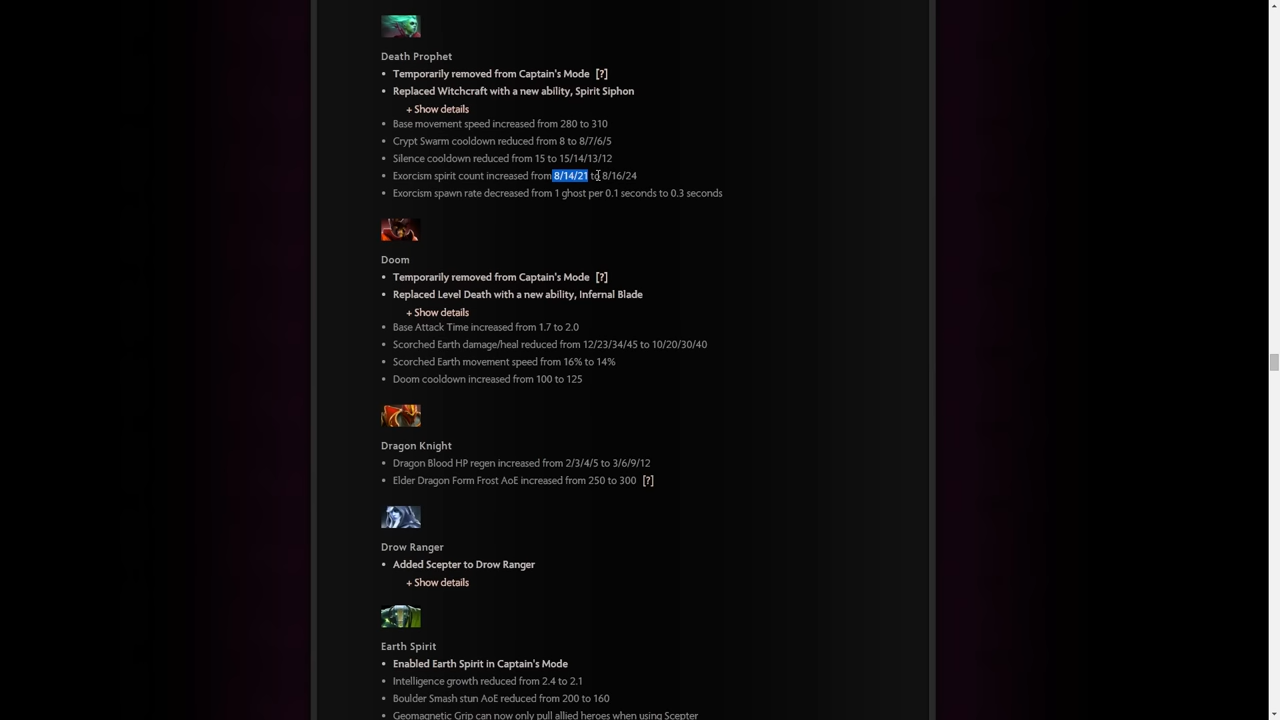 Death Prophet
• Temporarily removed from Captain's Mode [?]
• Replaced Witchcraft with a new ability, Spirit Siphon
+ Show details
• Base movement speed increased from 280 to 310
• Crypt Swarm cooldown reduced from 8 to 8/7/6/5
• Silence cooldown reduced from 15 to 15/14/13/12
• Exorcism spirit count increased from 8/14/21 to 8/16/24
• Exorcism spawn rate decreased from 1 ghost per 0.1 seconds to 0.3 seconds
Doom
• Temporarily removed from Captain's Mode [?]
• Replaced Level Death with a new ability, Infernal Blade
+ Show details
• Base Attack Time increased from 1.7 to 2.0
• Scorched Earth damage/heal reduced from 12/23/34/45 to 10/20/30/40
• Scorched Earth movement speed from 16% to 14%
• Doom cooldown increased from 100 to 125
Dragon Knight
• Dragon Blood HP regen increased from 2/3/4/5 to 3/6/9/12
• Elder Dragon Form Frost AoE increased from 250 to 300 [?]
Drow Ranger
• Added Scepter to Drow Ranger
+ Show details
Earth Spirit
• Enabled Earth Spirit in Captain's Mode
• Intelligence growth reduced from 2.4 to 2.1
• Boulder Smash stun AoE reduced from 200 to 160
• Geomagnetic Grip can now only pull allied heroes when using Scepter